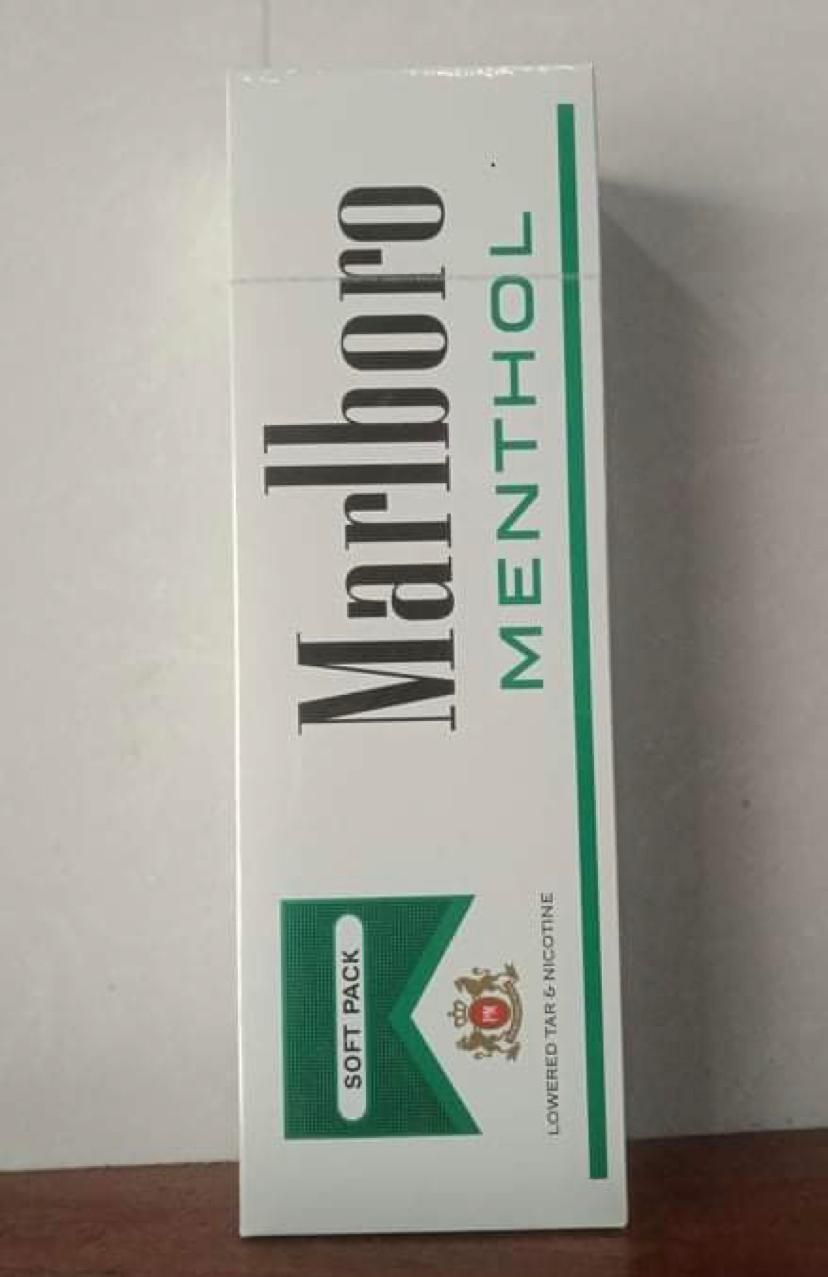 Marlboro
MENTHOL
SOFT PACK
LOWERED TAR & NICOTINE